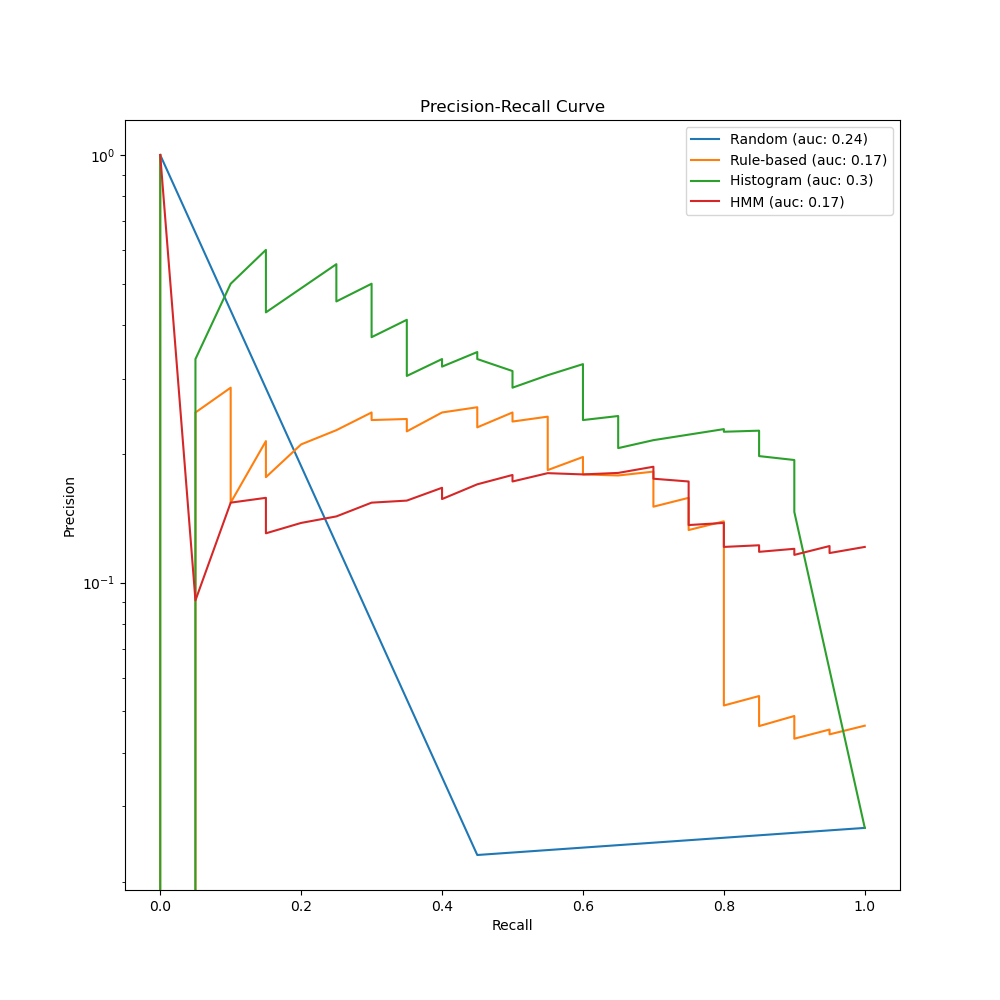 Precision-Recall Curve
Random (auc: 0.24)
Rule-based (auc: 0.17)
Histogram (auc: 0.3)
HMM (auc: 0.17)
10⁰
10⁻¹
Precision
0.0 0.2 0.4 0.6 0.8 1.0
Recall